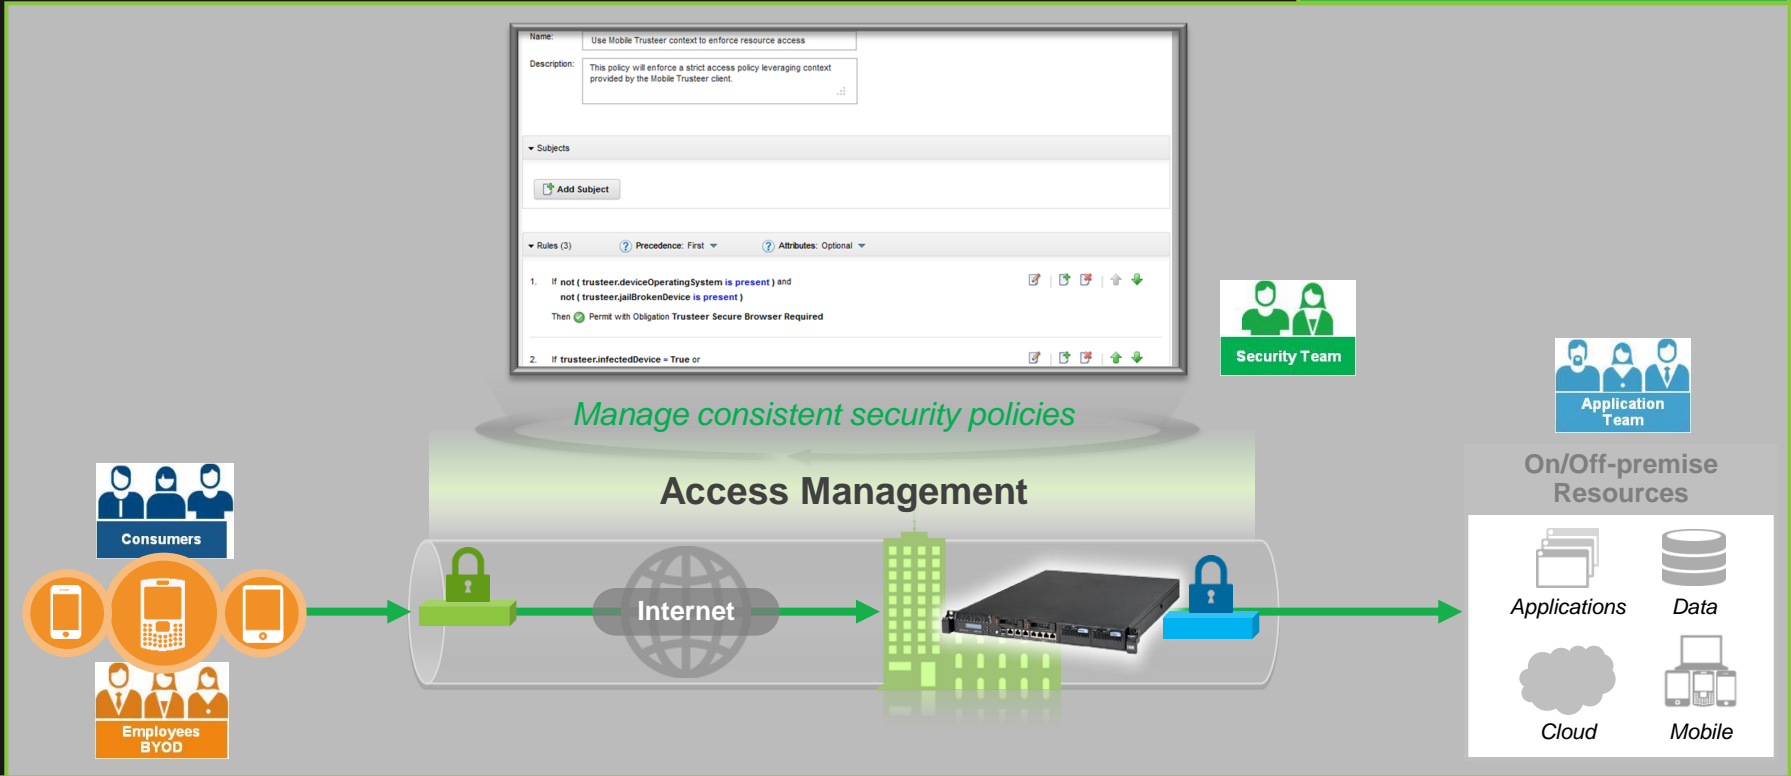 Name:
Use Mobile Trusteer context to enforce resource access
Description:
This policy will enforce a strict access policy leveraging context
provided by the Mobile Trusteer client.
Subjects
Add Subject
Rules (3) Precedence: First Attributes: Optional
1. If not ( trusteer.deviceOperatingSystem is present ) and
not ( trusteer.jailBrokenDevice is present )
Then Permit with Obligation Trusteer Secure Browser Required
2. If trusteer.infectedDevice = True or
Security Team
Manage consistent security policies
Application
Team
Access Management
On/Off-premise
Resources
Consumers
Internet
Applications
Data
Employees
BYOD
Cloud
Mobile